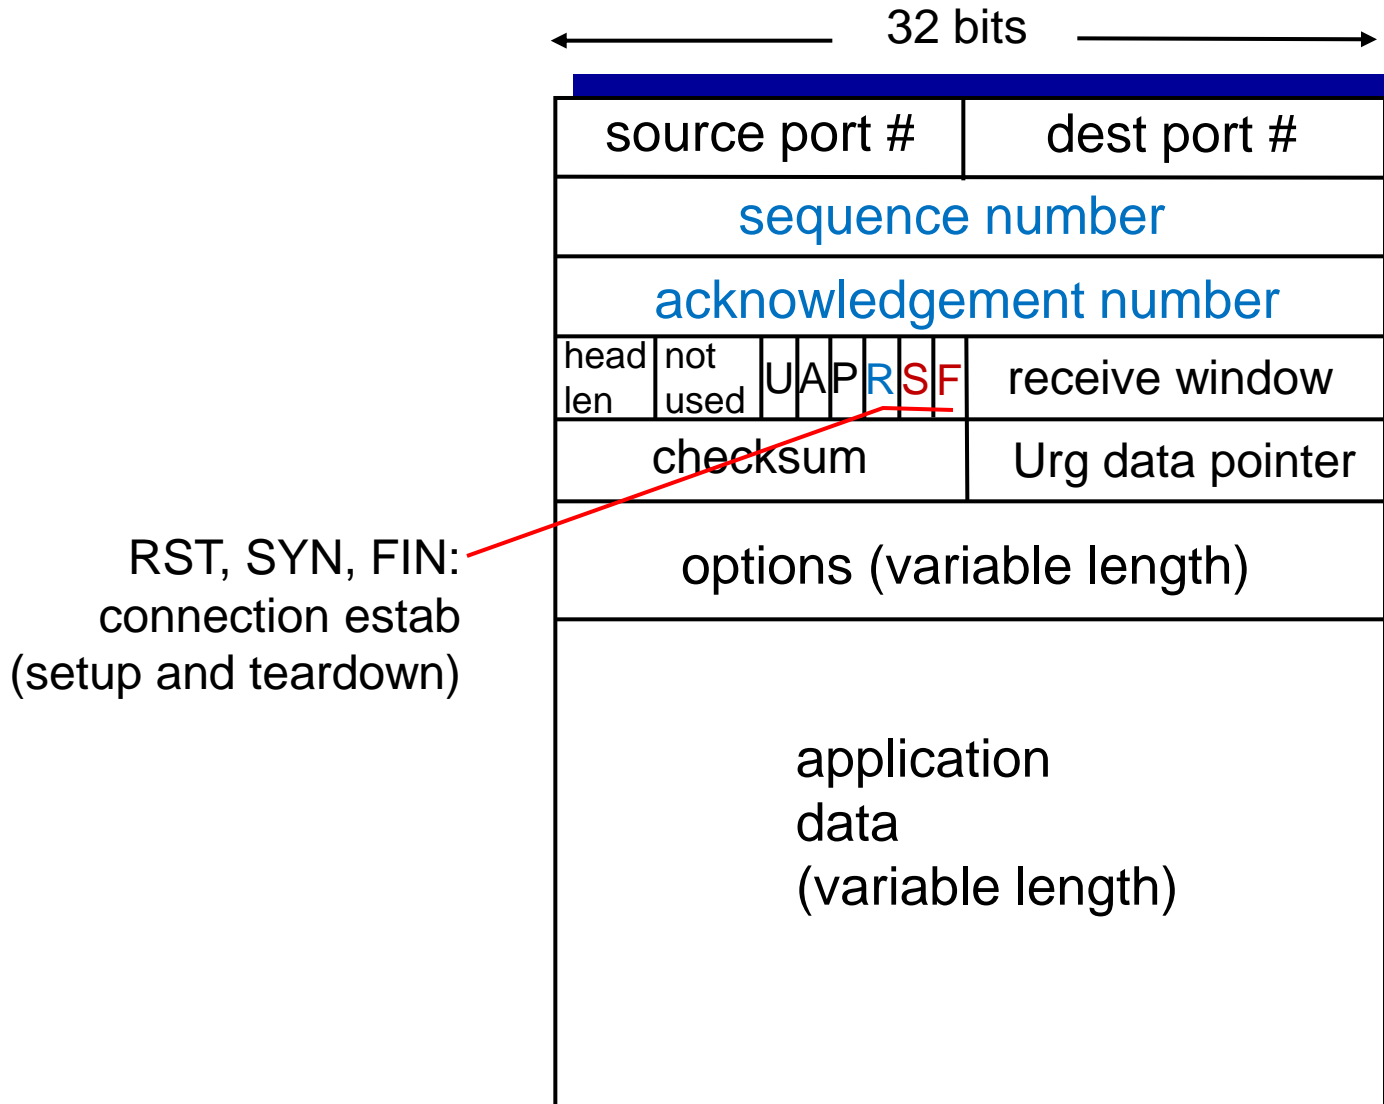 32 bits
source port # dest port #
sequence number
acknowledgement number
head not U A P R S F receive window
len used
checksum Urg data pointer
RST, SYN, FIN: options (variable length)
connection estab
(setup and teardown)
application
data
(variable length)